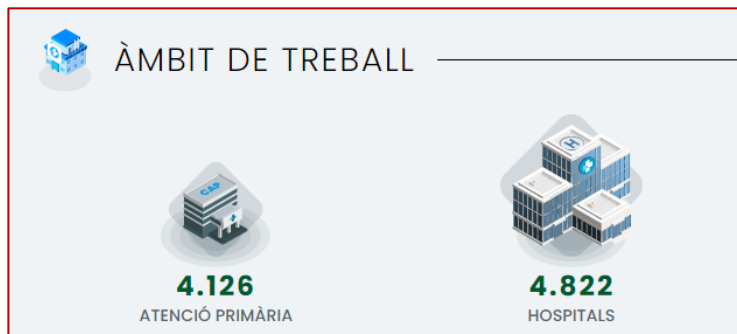 ÀMBIT DE TREBALL
CAP
H
4.126
ATENCIÓ PRIMÀRIA
4.822
HOSPITALS